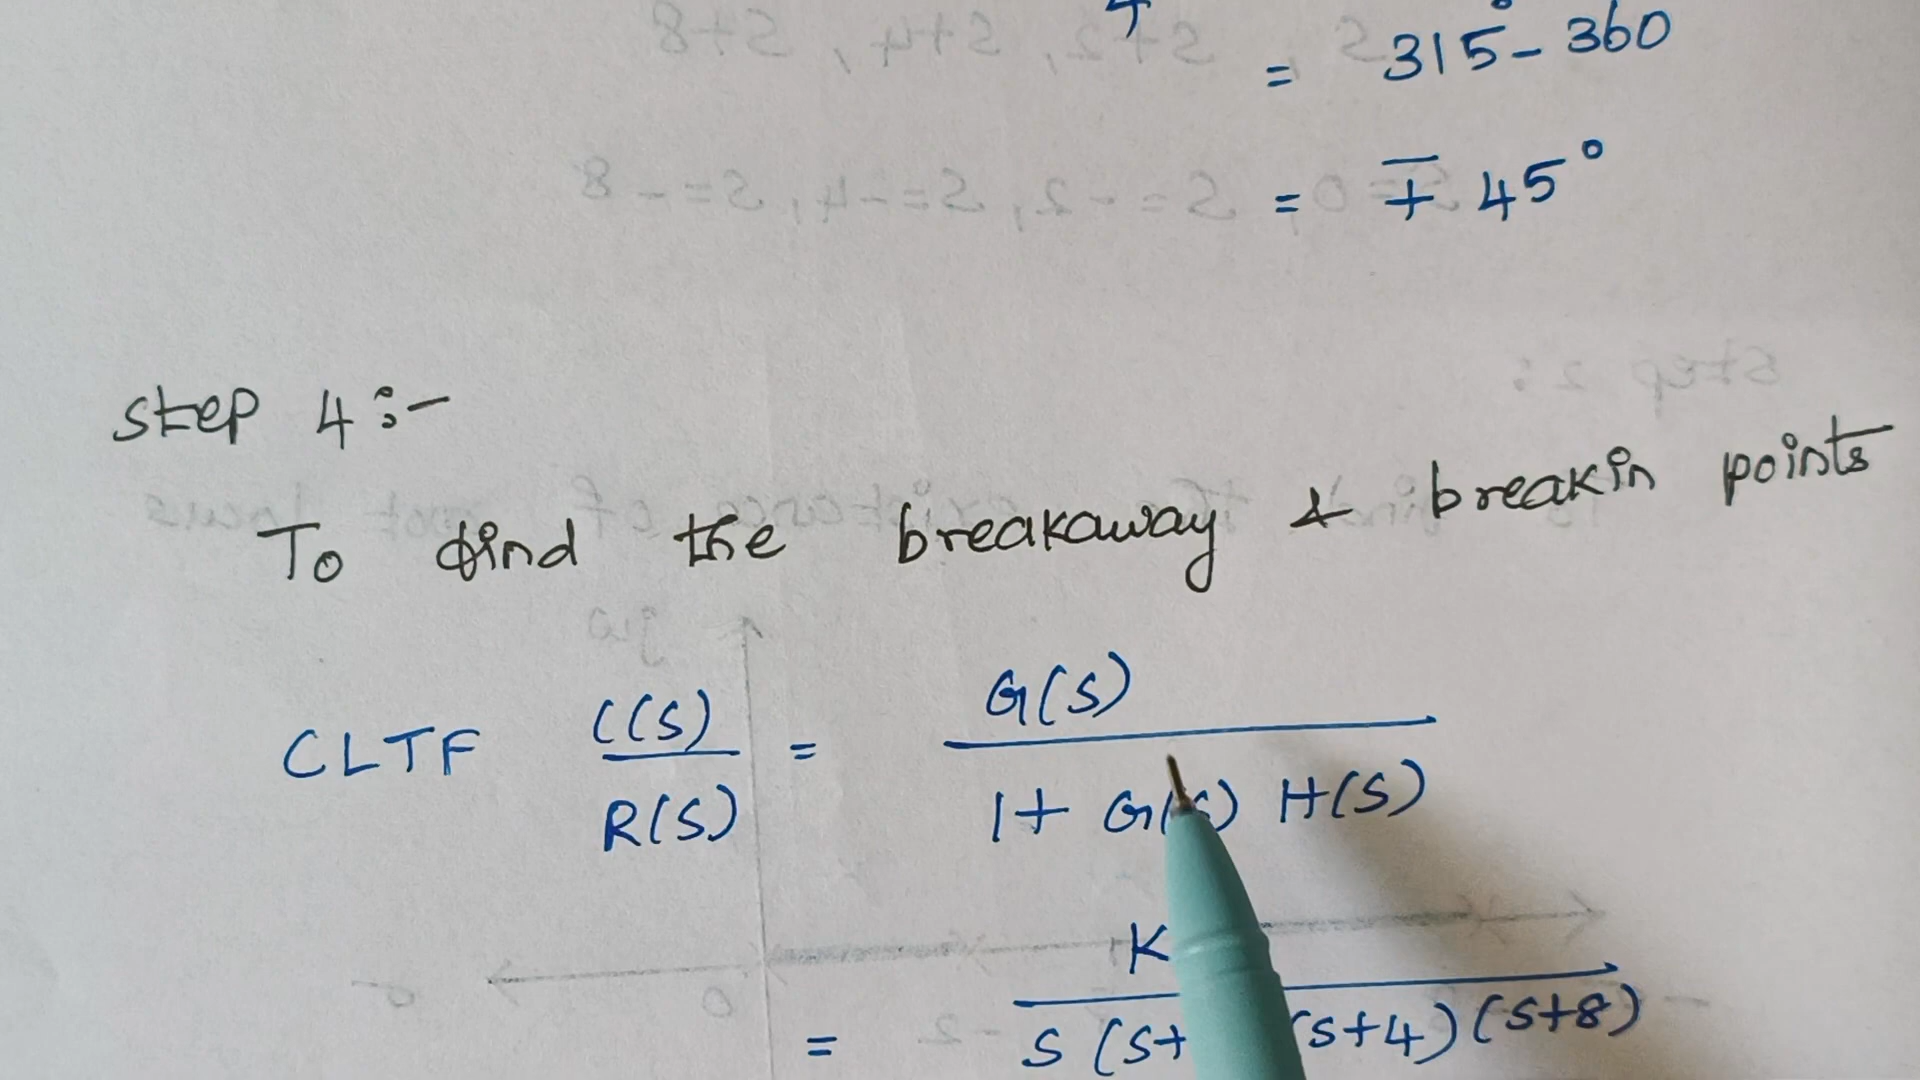 = 315° - 360
= ∓ 45°
Step 4 :-
To find the breakaway & breakin points
CLTF C(S)/R(S) = G(S)/1 + G(S) H(S)
= K/S (S+ (S+4) (S+8)